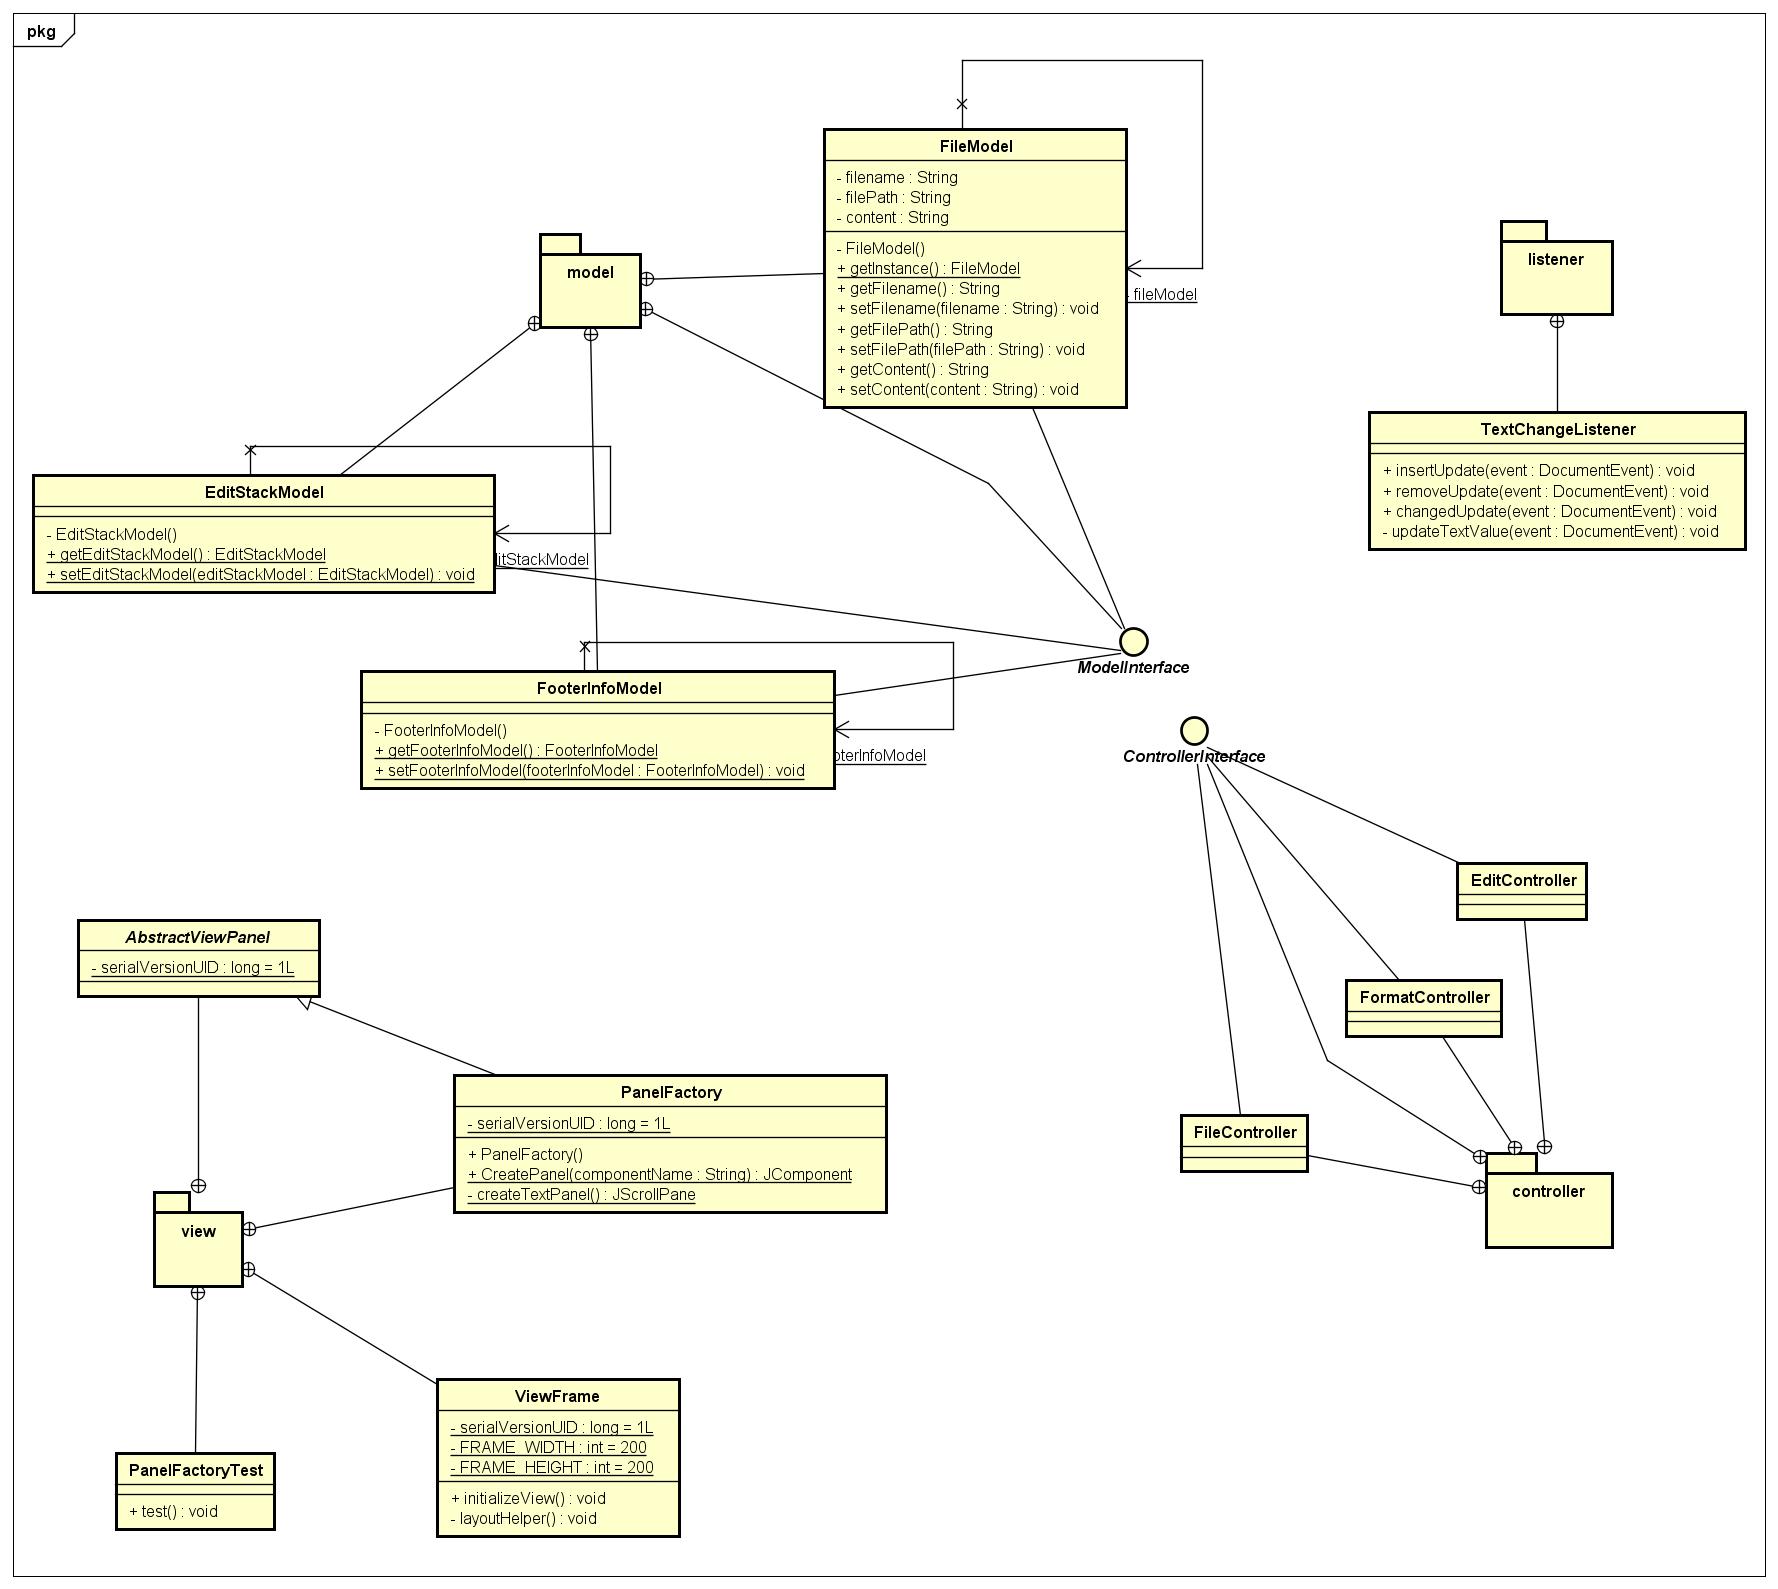 pkg
FileModel
- filename : String
- filePath : String
- content : String
- FileModel()
+ getInstance() : FileModel
+ getFilename() : String
+ setFilename(filename : String) : void
+ getFilePath() : String
+ setFilePath(filePath : String) : void
+ getContent() : String
+ setContent(content : String) : void
- fileModel
model
listener
TextChangeListener
+ insertUpdate(event : DocumentEvent) : void
+ removeUpdate(event : DocumentEvent) : void
+ changedUpdate(event : DocumentEvent) : void
- updateTextValue(event : DocumentEvent) : void
EditStackModel
- EditStackModel()
+ getEditStackModel() : EditStackModel
+ setEditStackModel(editStackModel : EditStackModel) : void
itStackModel
ModelInterface
FooterInfoModel
- FooterInfoModel()
+ getFooterInfoModel() : FooterInfoModel
+ setFooterInfoModel(footerInfoModel : FooterInfoModel) : void
oterInfoModel
ControllerInterface
EditController
FormatController
FileController
controller
AbstractViewPanel
- serialVersionUID : long = 1L
PanelFactory
- serialVersionUID : long = 1L
+ PanelFactory()
+ CreatePanel(componentName : String) : JComponent
- createTextPanel() : JScrollPane
view
ViewFrame
- serialVersionUID : long = 1L
- FRAME_WIDTH : int = 200
- FRAME_HEIGHT : int = 200
+ initializeView() : void
- layoutHelper() : void
PanelFactoryTest
+ test() : void